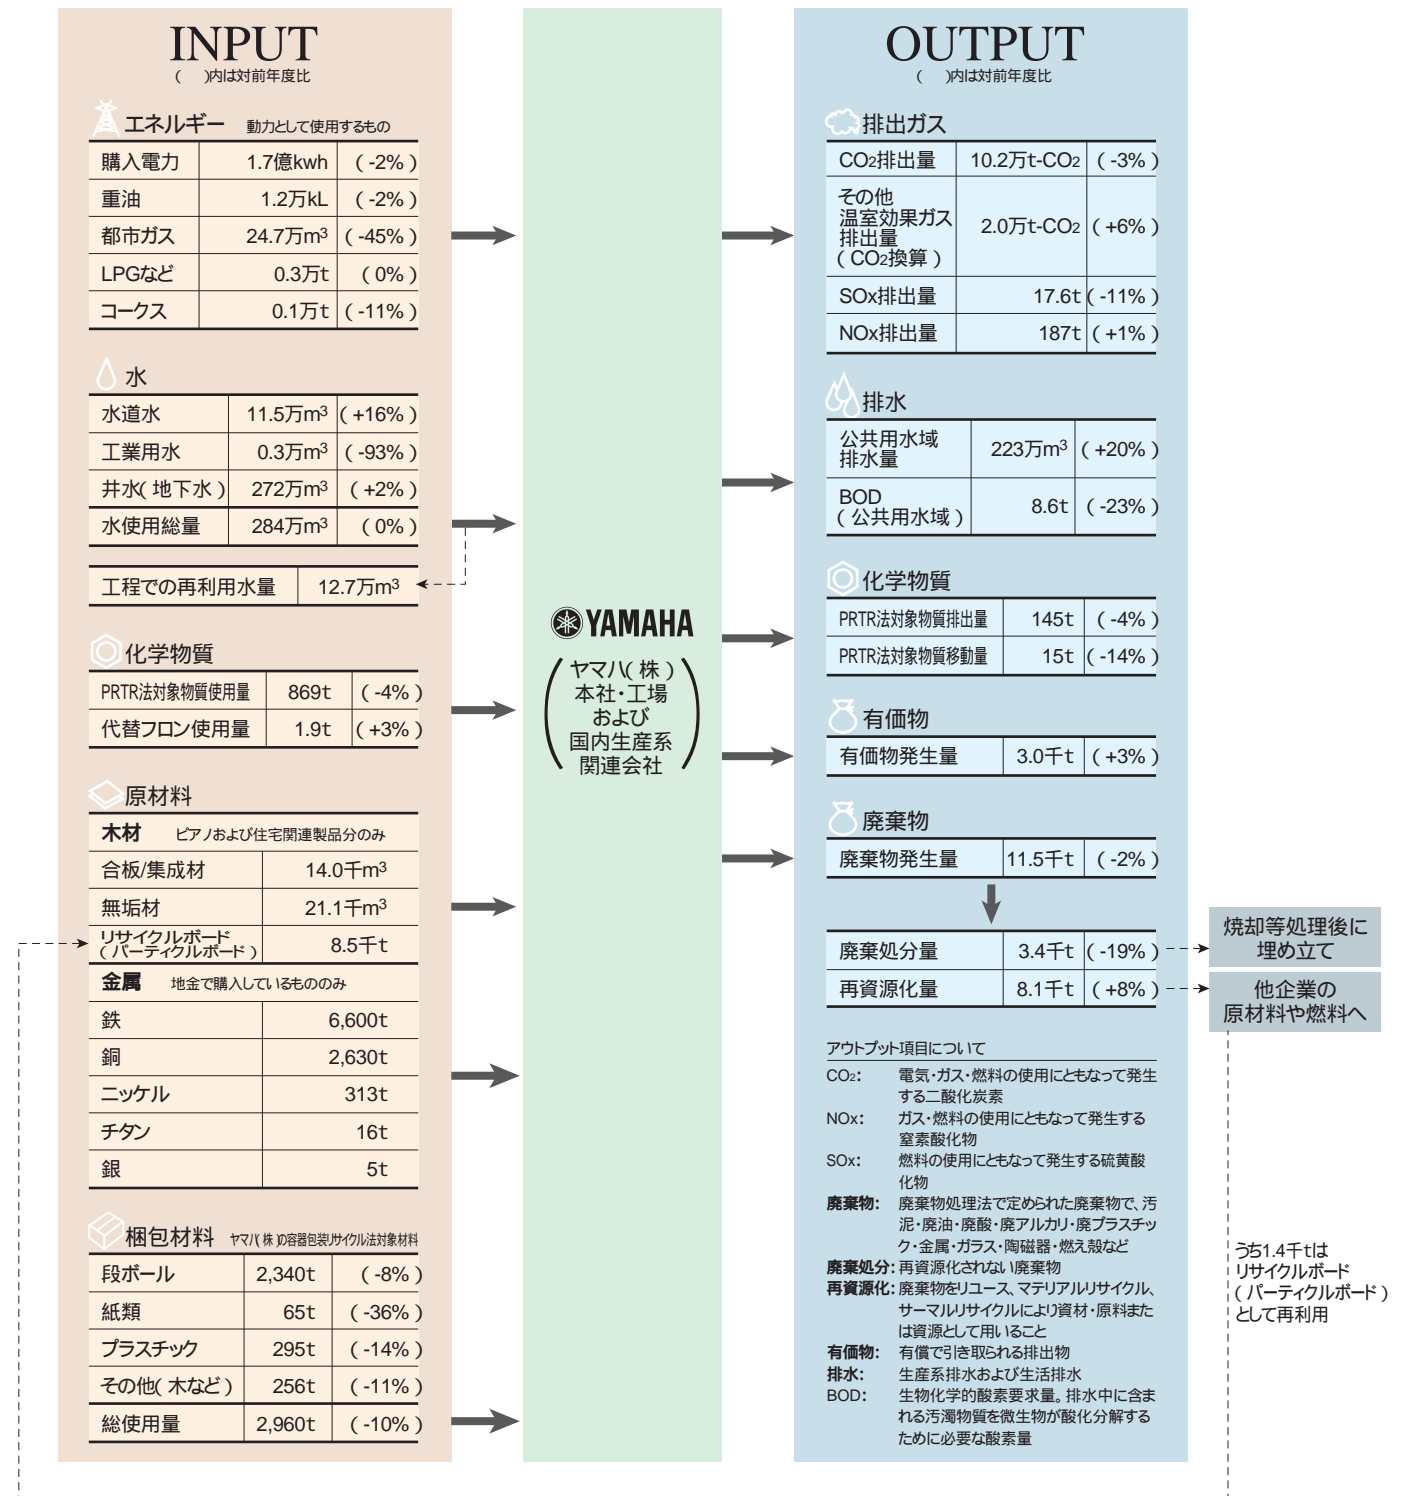 INPUT
(　)内は対前年度比
エネルギー 動力として使用するもの
購入電力 1.7億kwh (-2%)
重油 1.2万kL (-2%)
都市ガス 24.7万m³ (-45%)
LPGなど 0.3万t (0%)
コークス 0.1万t (-11%)
水
水道水 11.5万m³ (+16%)
工業用水 0.3万m³ (-93%)
井水(地下水) 272万m³ (+2%)
水使用総量 284万m³ (0%)
工程での再利用水量 12.7万m³
化学物質
PRTR法対象物質使用量 869t (-4%)
代替フロン使用量 1.9t (+3%)
原材料
木材 ピアノおよび住宅関連製品分のみ
合板/集成材 14.0千m³
無垢材 21.1千m³
リサイクルボード
(パーティクルボード) 8.5千t
金属 地金で購入しているもののみ
鉄 6,600t
銅 2,630t
ニッケル 313t
チタン 16t
銀 5t
梱包材料 ヤマハ(株)の容器包装リサイクル法対象材料
段ボール 2,340t (-8%)
紙類 65t (-36%)
プラスチック 295t (-14%)
その他(木など) 256t (-11%)
総使用量 2,960t (-10%)
YAMAHA
ヤマハ(株)
本社・工場
および
国内生産系
関連会社
OUTPUT
(　)内は対前年度比
排出ガス
CO₂排出量 10.2万t-CO₂ (-3%)
その他
温室効果ガス
排出量
(CO₂換算) 2.0万t-CO₂ (+6%)
SOx排出量 17.6t (-11%)
NOx排出量 187t (+1%)
排水
公共用水域
排水量 223万m³ (+20%)
BOD
(公共用水域) 8.6t (-23%)
化学物質
PRTR法対象物質排出量 145t (-4%)
PRTR法対象物質移動量 15t (-14%)
有価物
有価物発生量 3.0千t (+3%)
廃棄物
廃棄物発生量 11.5千t (-2%)
廃棄処分量 3.4千t (-19%)
再資源化量 8.1千t (+8%)
焼却等処理後に
埋め立て
他企業の
原材料や燃料へ
アウトプット項目について
CO₂: 電気・ガス・燃料の使用にともなって発生
する二酸化炭素
NOx: ガス・燃料の使用にともなって発生する
窒素酸化物
SOx: 燃料の使用にともなって発生する硫黄酸
化物
廃棄物: 廃棄物処理法で定められた廃棄物で、汚
泥・廃油・廃酸・廃アルカリ・廃プラスチッ
ク・金属・ガラス・陶磁器・燃え殻など
廃棄処分: 再資源化されない廃棄物
再資源化: 廃棄物をリユース、マテリアルリサイクル、
サーマルリサイクルにより資材・原料また
は資源として用いること
有価物: 有償で引き取られる排出物
排水: 生産系排水および生活排水
BOD: 生物化学的酸素要求量。排水中に含ま
れる汚濁物質を微生物が酸化分解する
ために必要な酸素量
うち1.4千tは
リサイクルボード
(パーティクルボード)
として再利用